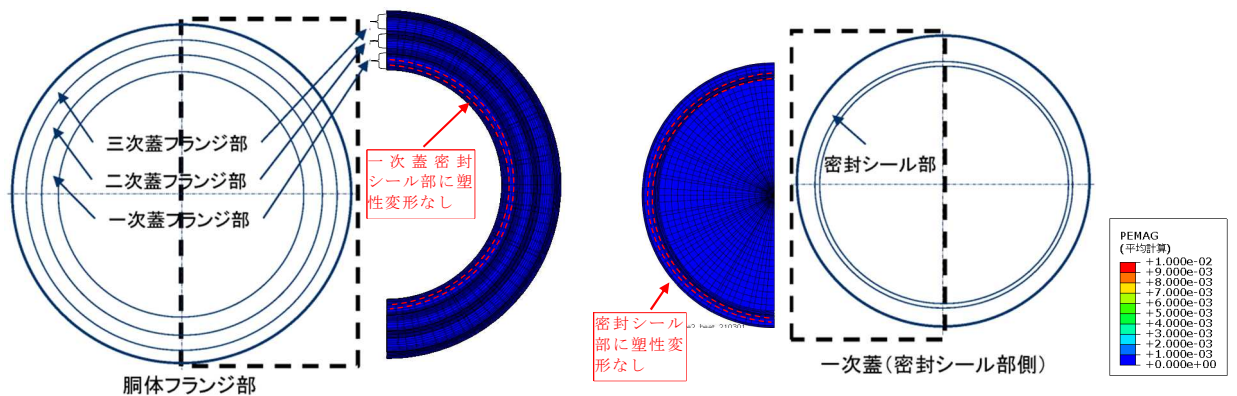 三次蓋フランジ部
二次蓋フランジ部
一次蓋フランジ部
胴体フランジ部
一次蓋密封
シール部に塑
性変形なし
密封シール
部に塑性変
形なし
密封シール部
一次蓋(密封シール部側)
PEMAG
(平均計算)
+1.000e-02
+9.000e-03
+8.000e-03
+7.000e-03
+6.000e-03
+5.000e-03
+4.000e-03
+3.000e-03
+2.000e-03
+1.000e-03
+0.000e+00